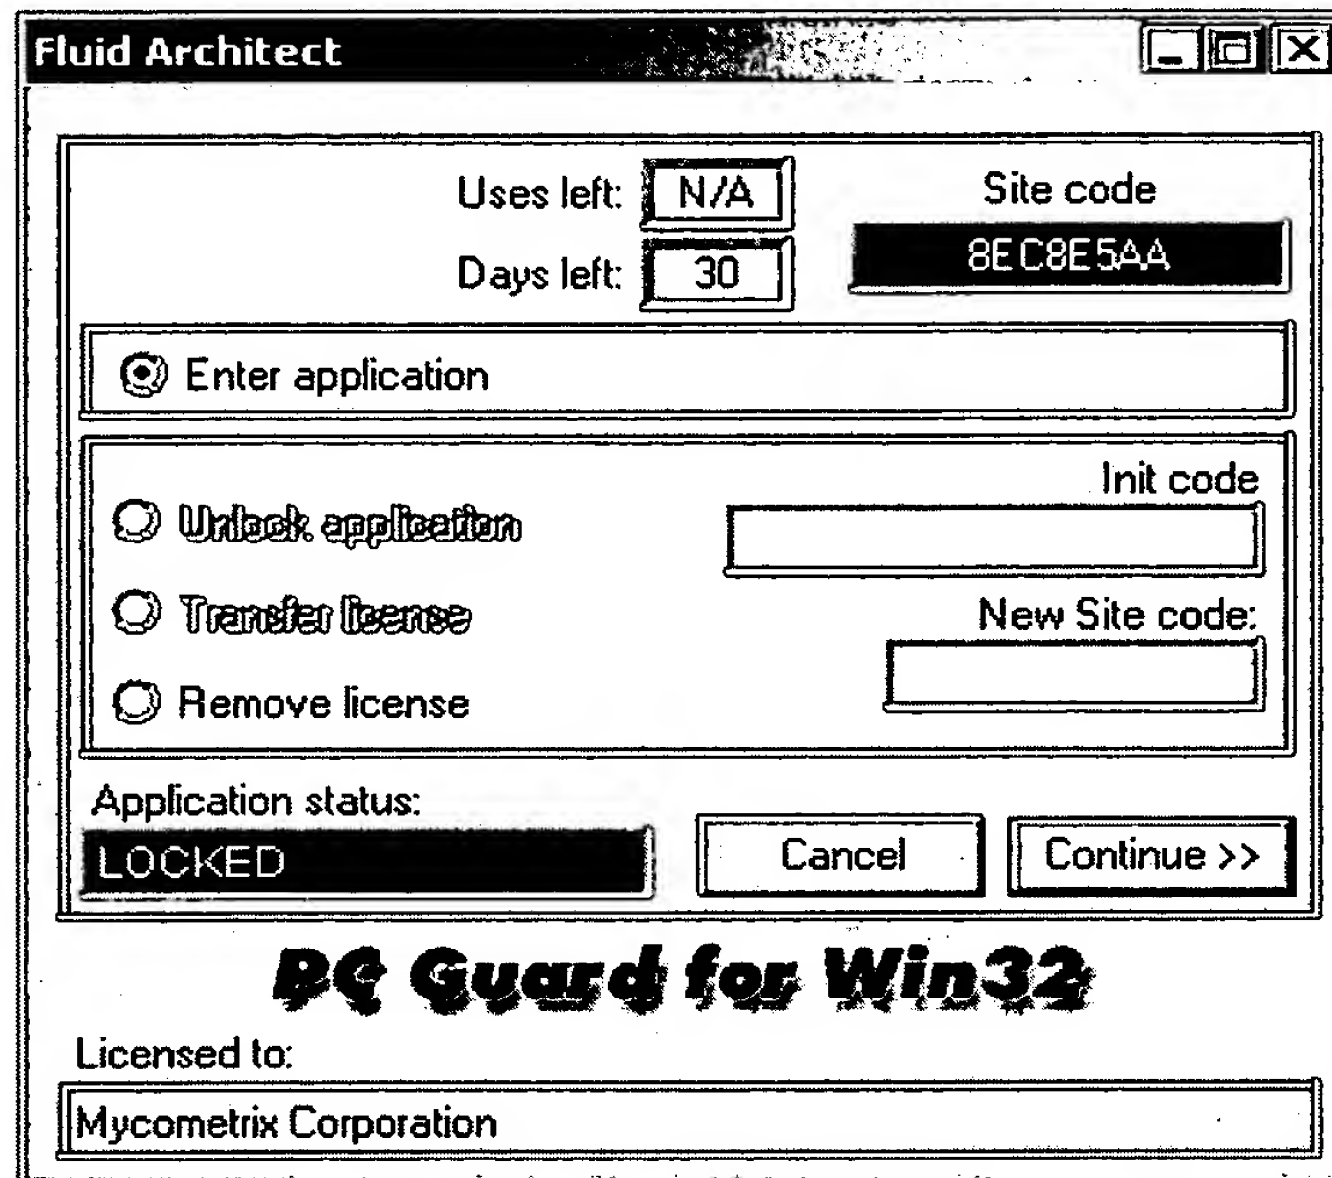 Fluid Architect
Uses left: N/A
Site code
Days left: 30
8EC8E5AA
Enter application
Init code
Unlock application
Transfer license
New Site code:
Remove license
Application status:
LOCKED
Cancel
Continue >>
PC Guard for Win32
Licensed to:
Mycometrix Corporation